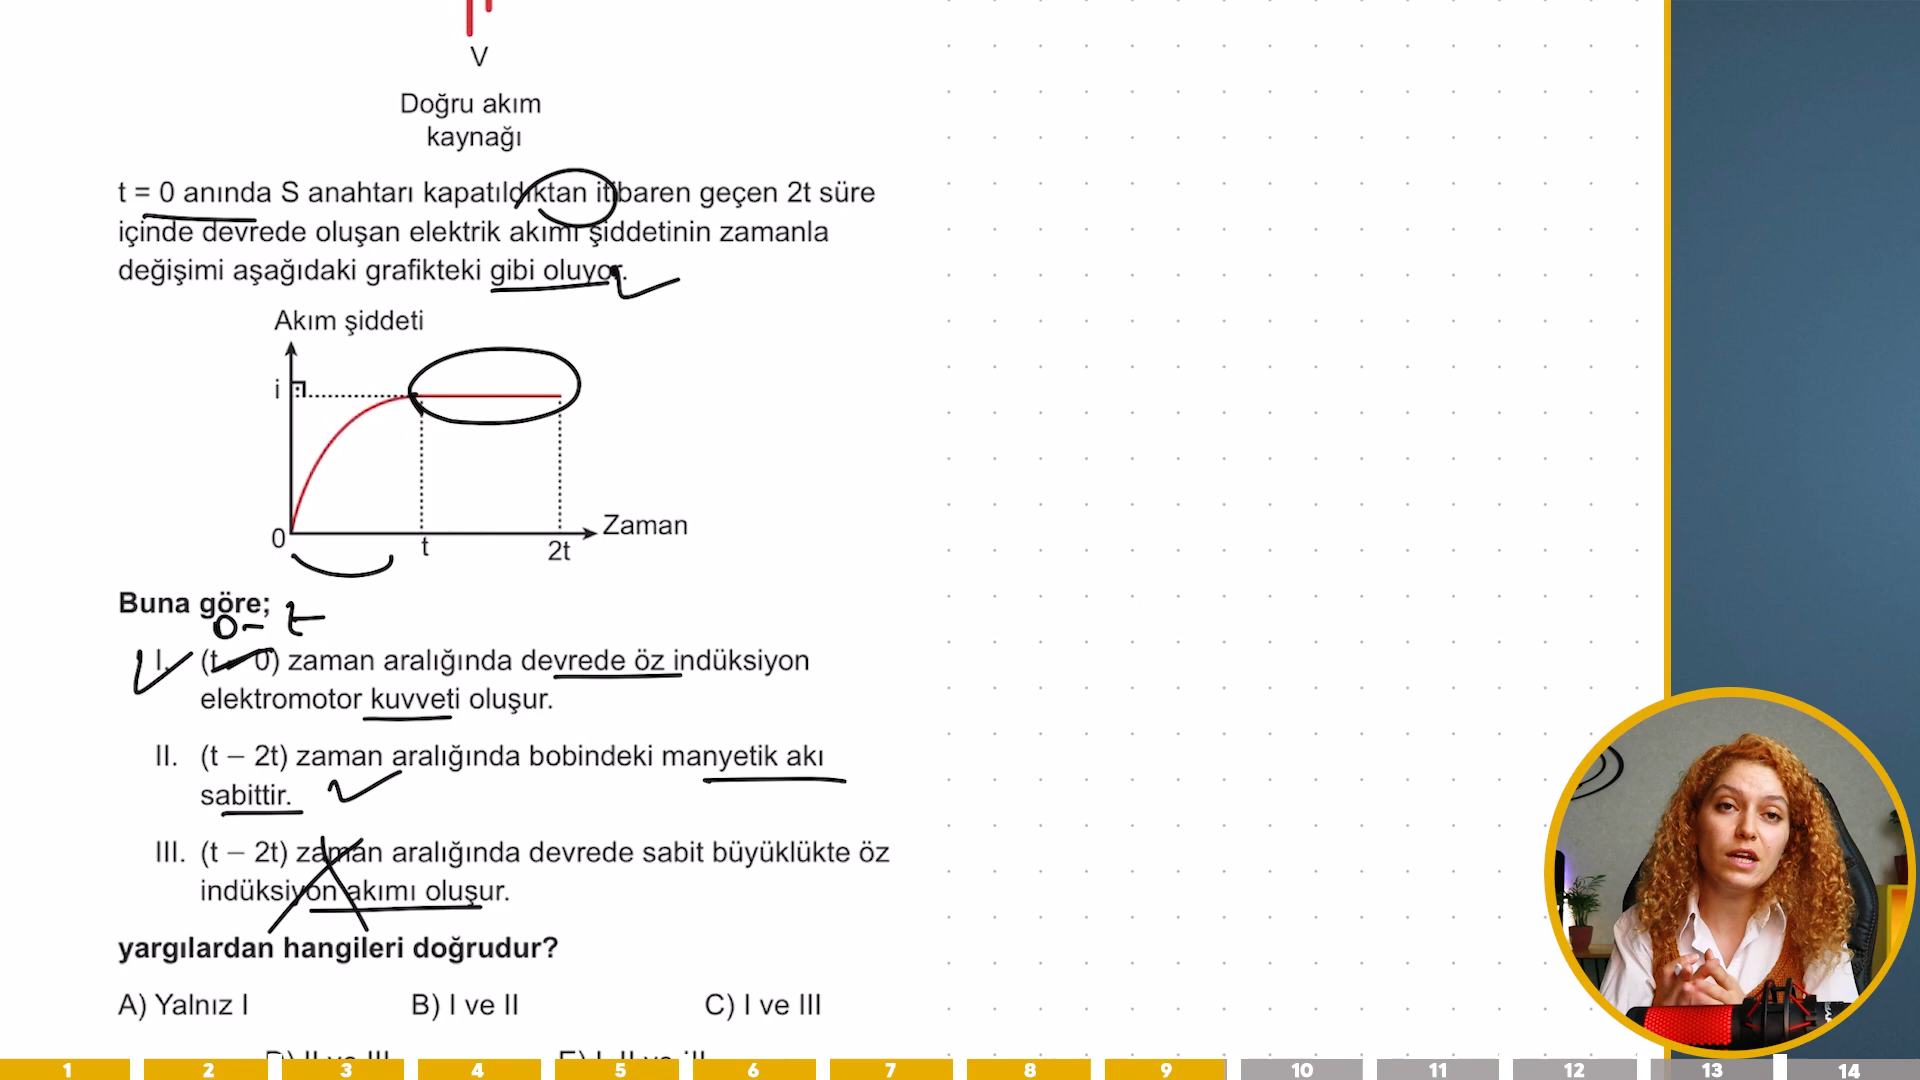 V
Doğru akım
kaynağı
t = 0 anında S anahtarı kapatıldıktan itibaren geçen 2t süre
içinde devrede oluşan elektrik akımı şiddetinin zamanla
değişimi aşağıdaki grafikteki gibi oluyor.
Akım şiddeti
i
0
t
2t
Zaman
Buna göre;
0 - t
I. (t - 0) zaman aralığında devrede öz indüksiyon
elektromotor kuvveti oluşur.
II. (t – 2t) zaman aralığında bobindeki manyetik akı
sabittir.
III. (t – 2t) zaman aralığında devrede sabit büyüklükte öz
indüksiyon akımı oluşur.
yargılardan hangileri doğrudur?
A) Yalnız I B) I ve II C) I ve III
1 2 3 4 5 6 7 8 9 10 11 12 13 14